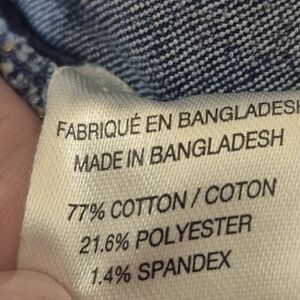 FABRIQUÉ EN BANGLADESH
MADE IN BANGLADESH
77% COTTON / COTON
21.6% POLYESTER
1.4% SPANDEX